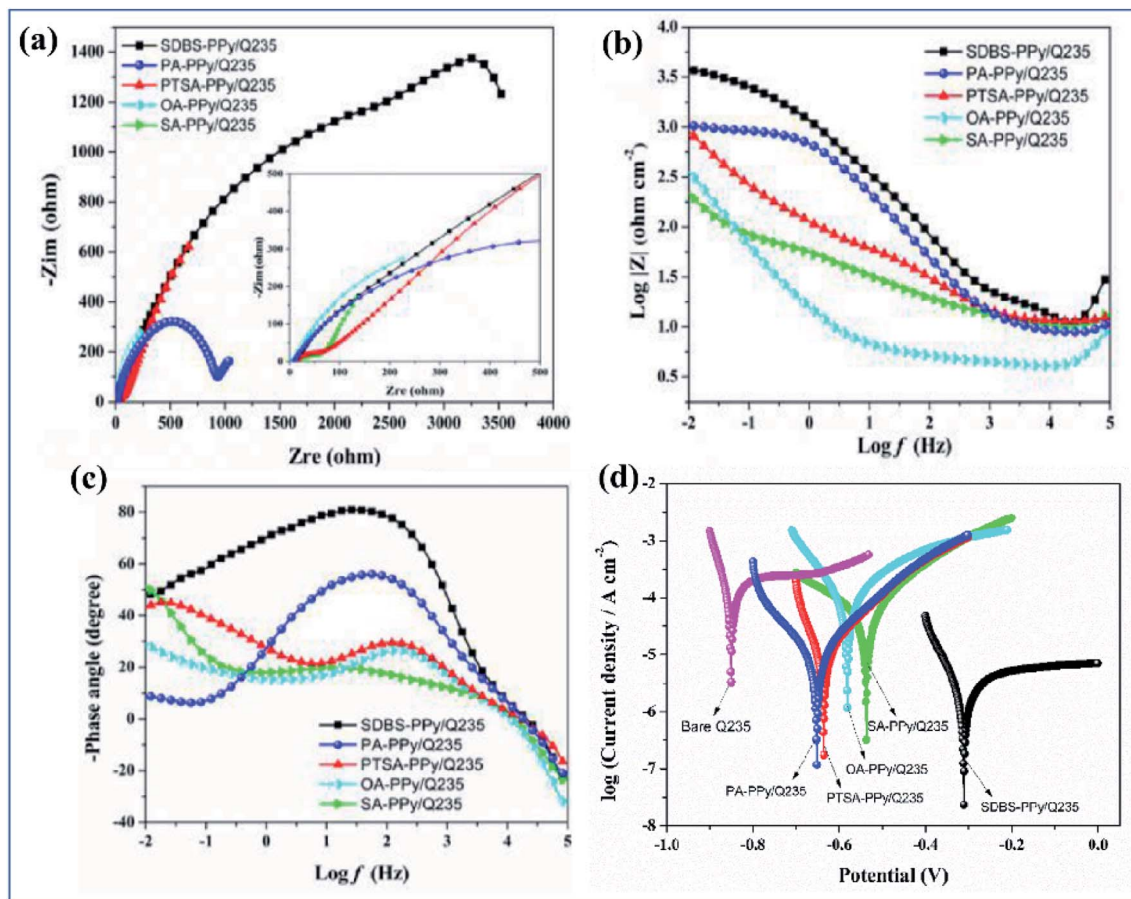 (a)
SDBS-PPy/Q235
PA-PPy/Q235
PTSA-PPy/Q235
OA-PPy/Q235
SA-PPy/Q235
-Zim (ohm)
1400
1200
1000
800
600
400
200
0
0 500 1000 1500 2000 2500 3000 3500 4000
Zre (ohm)
-Zim (ohm)
500
400
300
200
100
0
0 100 200 300 400 500
Zre (ohm)
(b)
SDBS-PPy/Q235
PA-PPy/Q235
PTSA-PPy/Q235
OA-PPy/Q235
SA-PPy/Q235
Log |Z| (ohm cm-2)
4.0
3.5
3.0
2.5
2.0
1.5
1.0
0.5
-2 -1 0 1 2 3 4 5
Log f (Hz)
(c)
-Phase angle (degree)
80
60
40
20
0
-20
-40
SDBS-PPy/Q235
PA-PPy/Q235
PTSA-PPy/Q235
OA-PPy/Q235
SA-PPy/Q235
-2 -1 0 1 2 3 4 5
Log f (Hz)
(d)
log (Current density / A cm-2)
-2
-3
-4
-5
-6
-7
-8
Bare Q235
SA-PPy/Q235
OA-PPy/Q235
PA-PPy/Q235
PTSA-PPy/Q235
SDBS-PPy/Q235
-1.0 -0.8 -0.6 -0.4 -0.2 0.0
Potential (V)